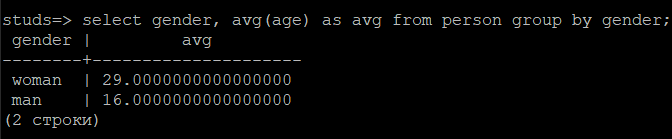 studs=> select gender, avg(age) as avg from person group by gender;
 gender |         avg
--------+---------------------
 woman  | 29.0000000000000000
 man    | 16.0000000000000000
(2 строки)